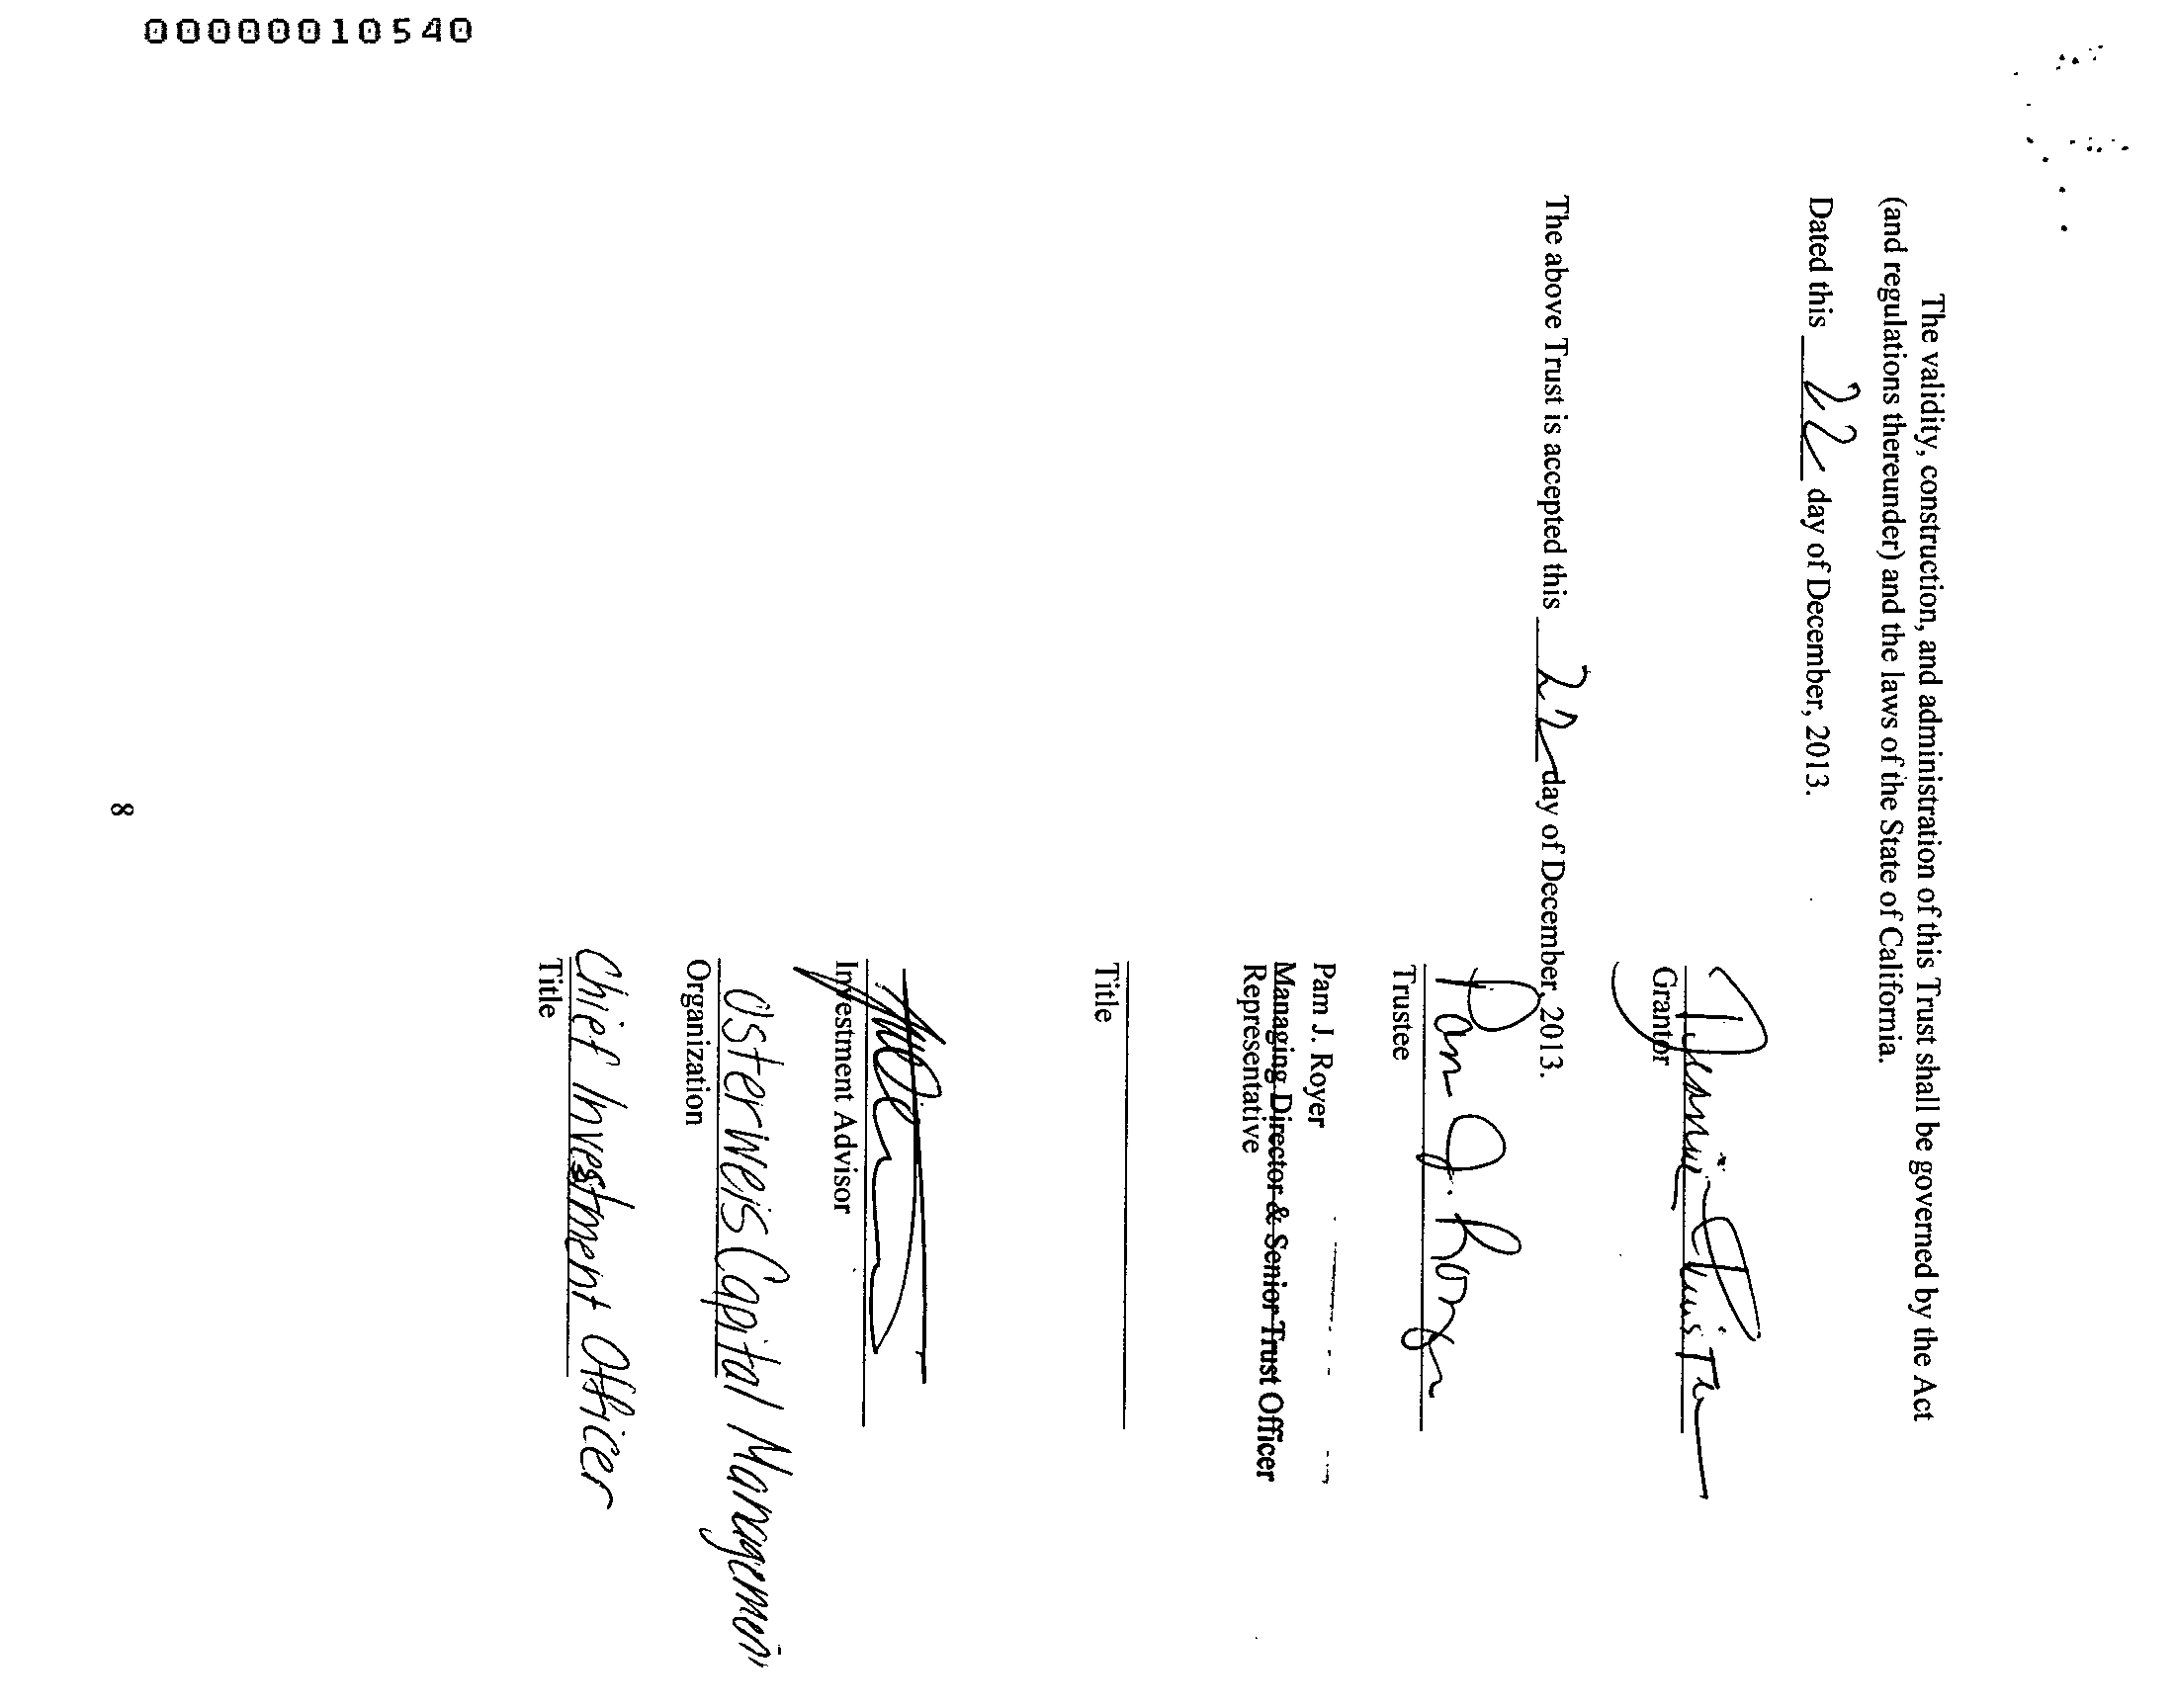 The validity, construction, and administration of this Trust shall be governed by the Act
(and regulations thereunder) and the laws of the State of California.
Dated this 22 day of December, 2013.
Grantor
The above Trust is accepted this 22 day of December, 2013.
Pam J. Royer
Trustee
Pam J. Royer
Managing Director & Senior Trust Officer
Representative
Title
Investment Advisor
Osterweis Capital Management
Organization
Chief Investment Officer
Title
8
00000010540